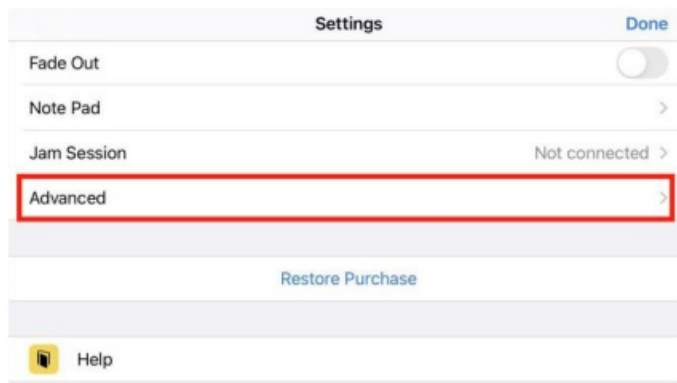 Settings Done
Fade Out
Note Pad
Jam Session Not connected
Advanced
Restore Purchase
Help